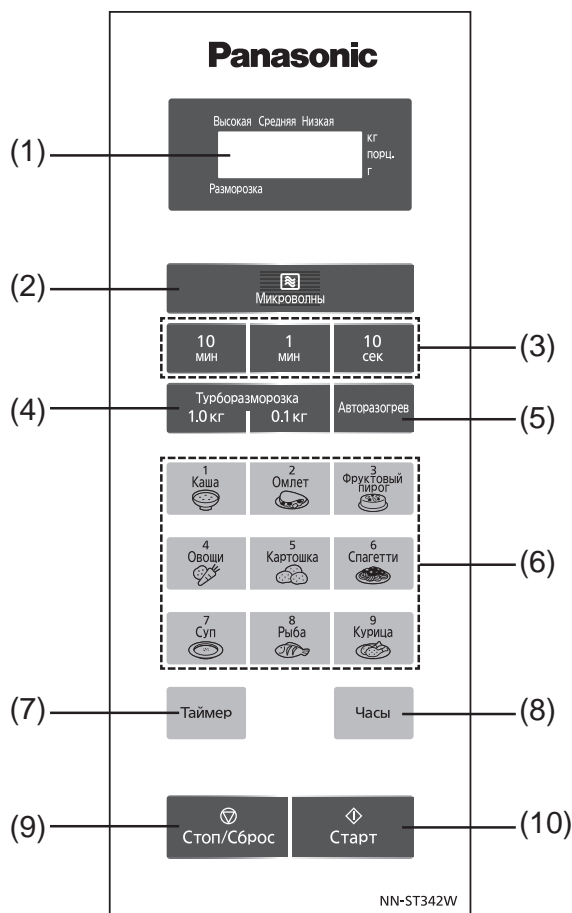 Panasonic
Высокая Средняя Низкая
кг
порц.
г
Разморозка
(1)
(2)
Микроволны
10 мин
1 мин
10 сек
(3)
(4)
Турборазморозка
1.0 кг 0.1 кг
Авторазогрев
(5)
1 Каша
2 Омлет
3 Фруктовый пирог
4 Овощи
5 Картошка
6 Спагетти
(6)
7 Суп
8 Рыба
9 Курица
(7)
Таймер
Часы
(8)
(9)
Стоп/Сброс
Старт
(10)
NN-ST342W